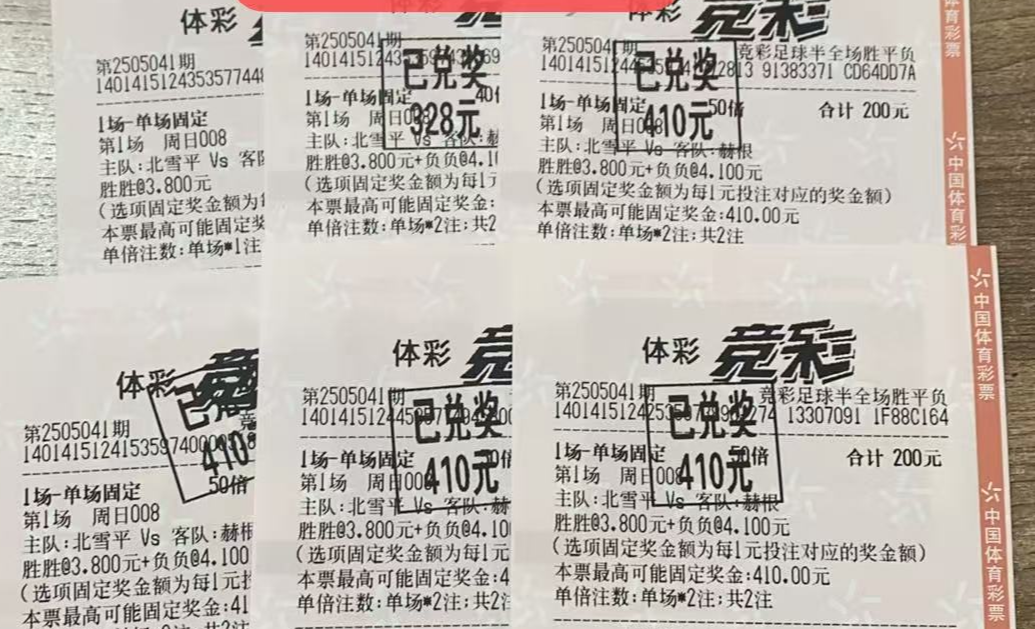 体彩
第2505041期
140141512435357744
1场-单场固定
第1场 周日008
主队:北雪平 Vs 客队
胜胜@3.800元
(选项固定奖金额为每1
本票最高可能固定奖
单倍注数:单场*1注
体彩
第2505041期
已兑奖
928元
1场-单场固定
第1场 周日
主队:北雪平 Vs 客队:赫
胜胜@3.800元+负负@4.1
(选项固定奖金额为每1元
本票最高可能固定奖金:
单倍注数:单场*2注;共2
体彩 竞彩
第2505041期 竞彩足球半全场胜平负
91383371 CD64DD7A
已兑奖
410元
1场-单场固定 50倍 合计 200元
第1场 周日008
主队:北雪平 Vs 客队:赫根
胜胜@3.800元+负负@4.100元
(选项固定奖金额为每1元投注对应的奖金额)
本票最高可能固定奖金:410.00元
单倍注数:单场*2注;共2注
体育彩票
中国体育彩
体彩 竞
第2505041期
已兑
410
50倍
1场-单场固定
第1场 周日008
主队:北雪平 Vs 客队:赫
胜胜@3.800元+负负@4.100
(选项固定奖金额为每1元
本票最高可能固定奖金:41
体彩
第2505041期
已兑奖
410元
1场-单场固定
第1场 周日00
主队:北雪平 Vs 客队:赫
胜胜@3.800元+负负@4.10
(选项固定奖金额为每1元
本票最高可能固定奖金:4
单倍注数:单场*2注;共2
体彩 竞彩
第2505041期 竞彩足球半全场胜平负
13307091 1F88C164
已兑奖
410元
1场-单场固定 50倍 合计 200元
第1场 周日008
主队:北雪平 Vs 客队:赫根
胜胜@3.800元+负负@4.100元
(选项固定奖金额为每1元投注对应的奖金额)
本票最高可能固定奖金:410.00元
单倍注数:单场*2注;共2注
中国体育彩票
中国体育彩票